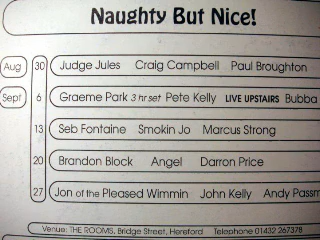 Naughty But Nice!
Aug 30 Judge Jules Craig Campbell Paul Broughton
Sept 6 Graeme Park 3 hr set Pete Kelly LIVE UPSTAIRS Bubba
13 Seb Fontaine Smokin Jo Marcus Strong
20 Brandon Block Angel Darron Price
27 Jon of the Pleased Wimmin John Kelly Andy Passm
Venue: THE ROOMS, Bridge Street, Hereford Telephone 01432 267378